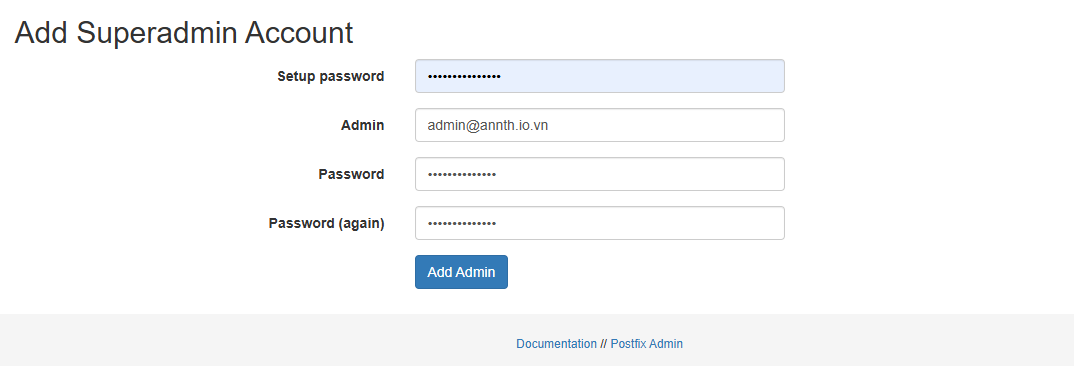 Add Superadmin Account
Setup password •••••••••••••••
Admin admin@annth.io.vn
Password ••••••••••••••
Password (again) ••••••••••••••
Add Admin
Documentation // Postfix Admin